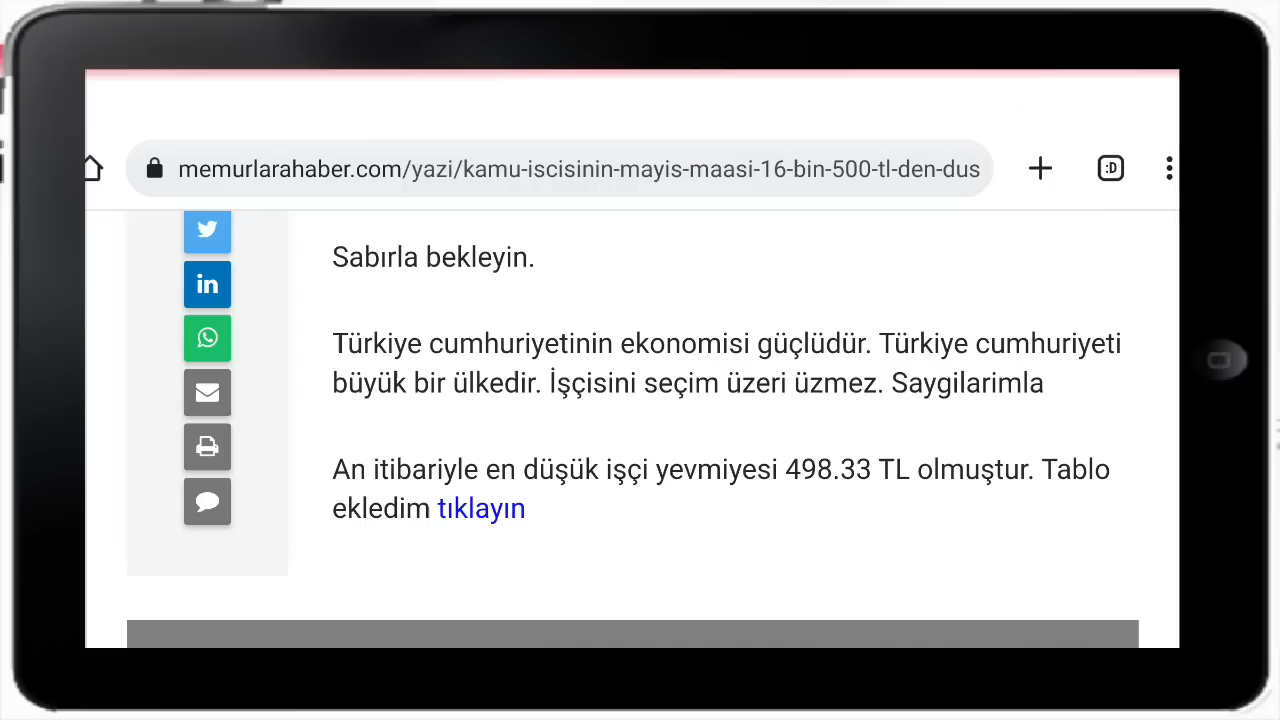 memurlarahaber.com/yazi/kamu-iscisinin-mayis-maasi-16-bin-500-tl-den-dus
:D
in
Sabırla bekleyin.
Türkiye cumhuriyetinin ekonomisi güçlüdür. Türkiye cumhuriyeti
büyük bir ülkedir. İşçisini seçim üzeri üzmez. Saygilarimla
An itibariyle en düşük işçi yevmiyesi 498.33 TL olmuştur. Tablo
ekledim tıklayın